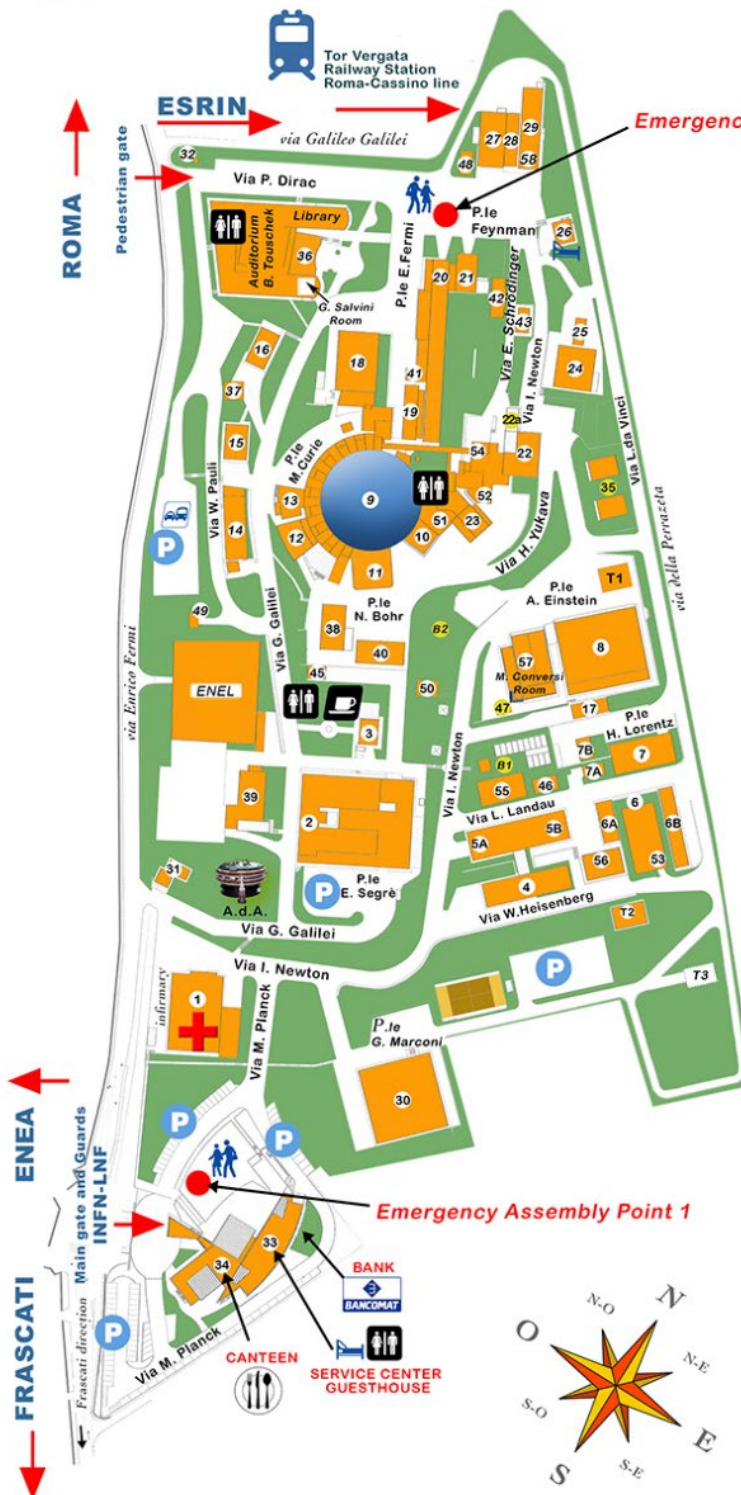 Tor Vergata
Railway Station
Roma-Cassino line
ESRIN
via Galileo Galilei
Emergenc
ROMA
Pedestrian gate
32
Via P. Dirac
27
28
29
58
48
P.le
Feynman
26
Library
Auditorium
B. Touschek
36
G. Salvini
Room
P.le E.Fermi
20
21
42
Via E. Schrödinger
43
25
24
16
18
37
41
19
Via I. Newton
22a
22
54
15
P.le
M.Curie
Via W. Pauli
9
52
Via L.da Vinci
35
13
51
23
10
14
12
11
Via H. Yukava
P
via della Perrazeta
T1
P.le
A. Einstein
49
38
P.le
N. Bohr
B2
40
8
57
M. Conversi
Room
Via G. Galilei
via Enrico Fermi
ENEL
45
50
47
17
3
P.le
H. Lorentz
7B
7
7A
B1
55
46
Via I. Newton
39
2
Via L. Landau
5A
5B
6
6A
6B
53
56
31
A.d.A.
P.le
E. Segrè
P
4
Via W.Heisenberg
T2
Via G. Galilei
Via I. Newton
P
T3
infirmary
1
Via M. Planck
P.le
G. Marconi
30
ENEA
P
P
Main gate and Guards
INFN-LNF
Emergency Assembly Point 1
33
34
BANK
BANCOMAT
P
Via M. Planck
CANTEEN
SERVICE CENTER
GUESTHOUSE
FRASCATI
Frascati direction
N
N-O
O
N-E
S-O
E
S-E
S